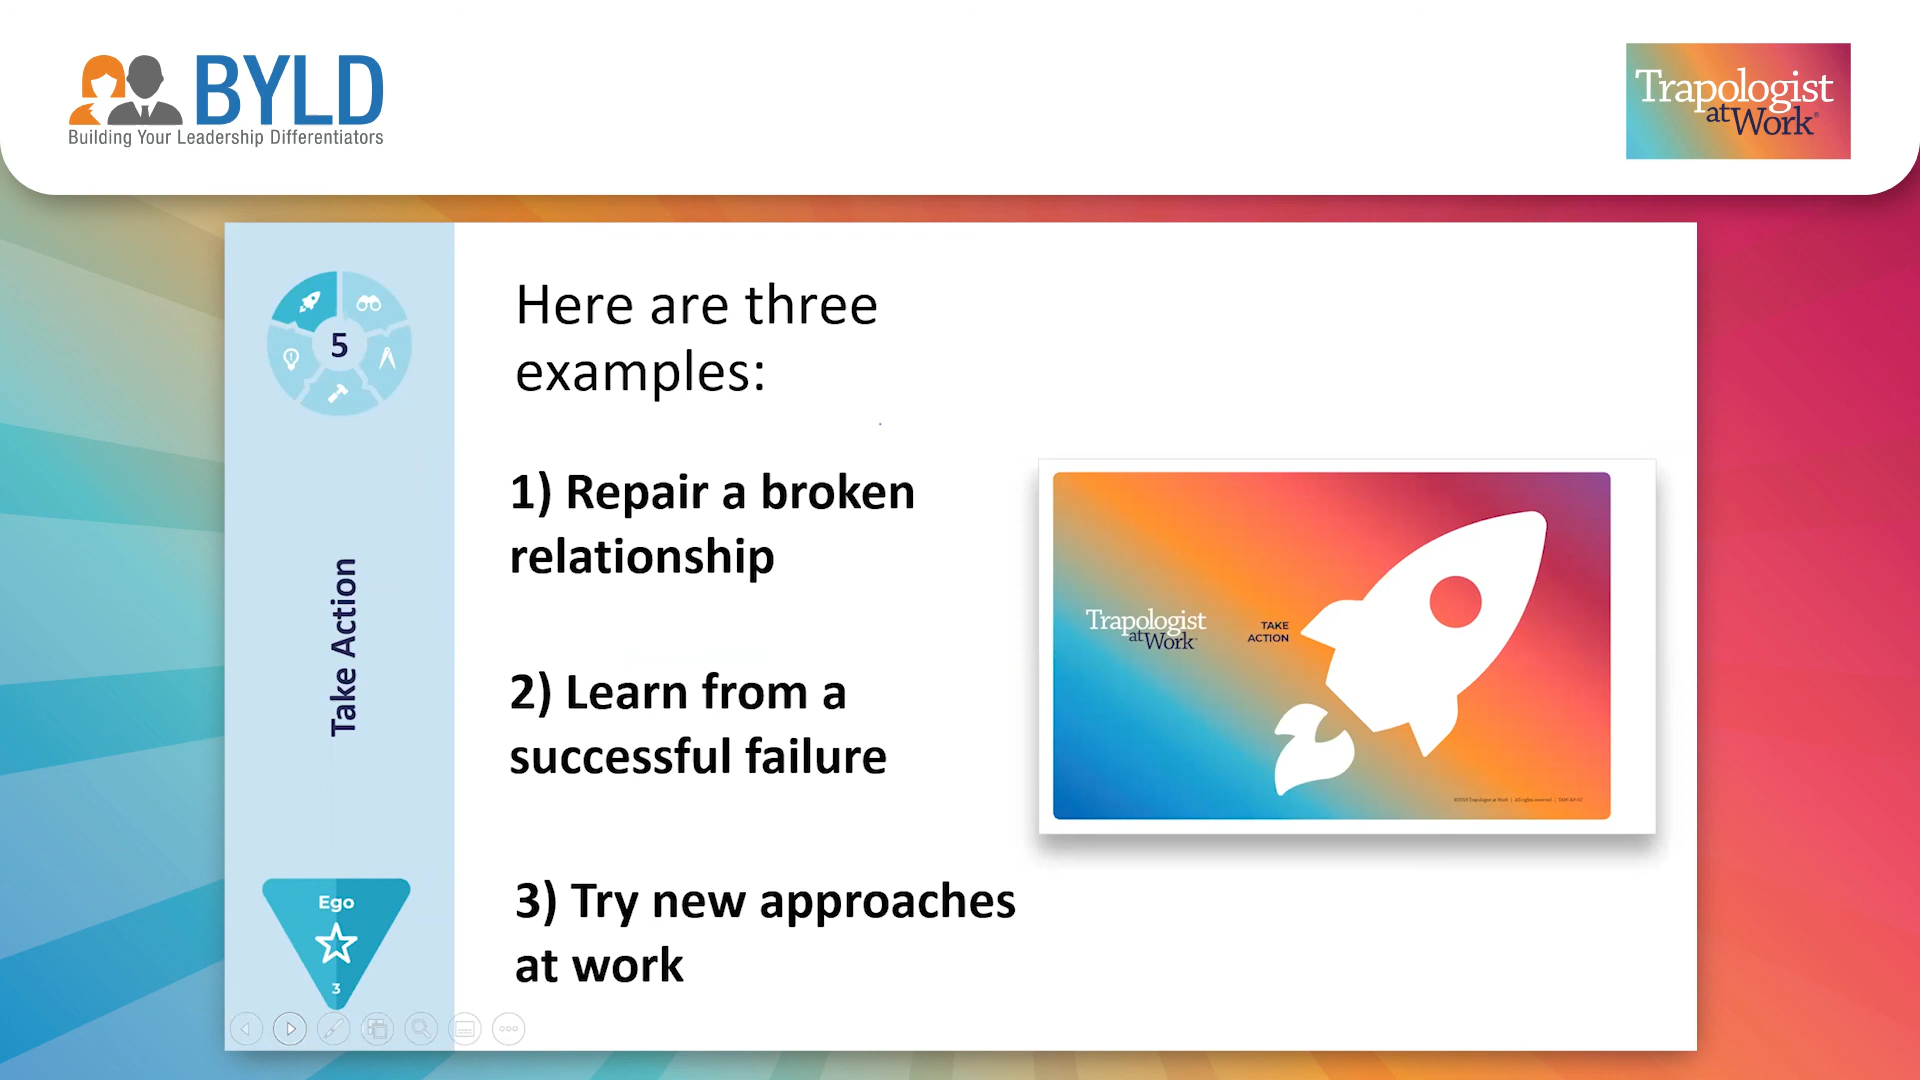 BYLD
Building Your Leadership Differentiators
Trapologist
at Work®
5
Take Action
Ego
3
Here are three
examples:
1) Repair a broken
relationship
2) Learn from a
successful failure
3) Try new approaches
at work
Trapologist
at Work
TAKE
ACTION